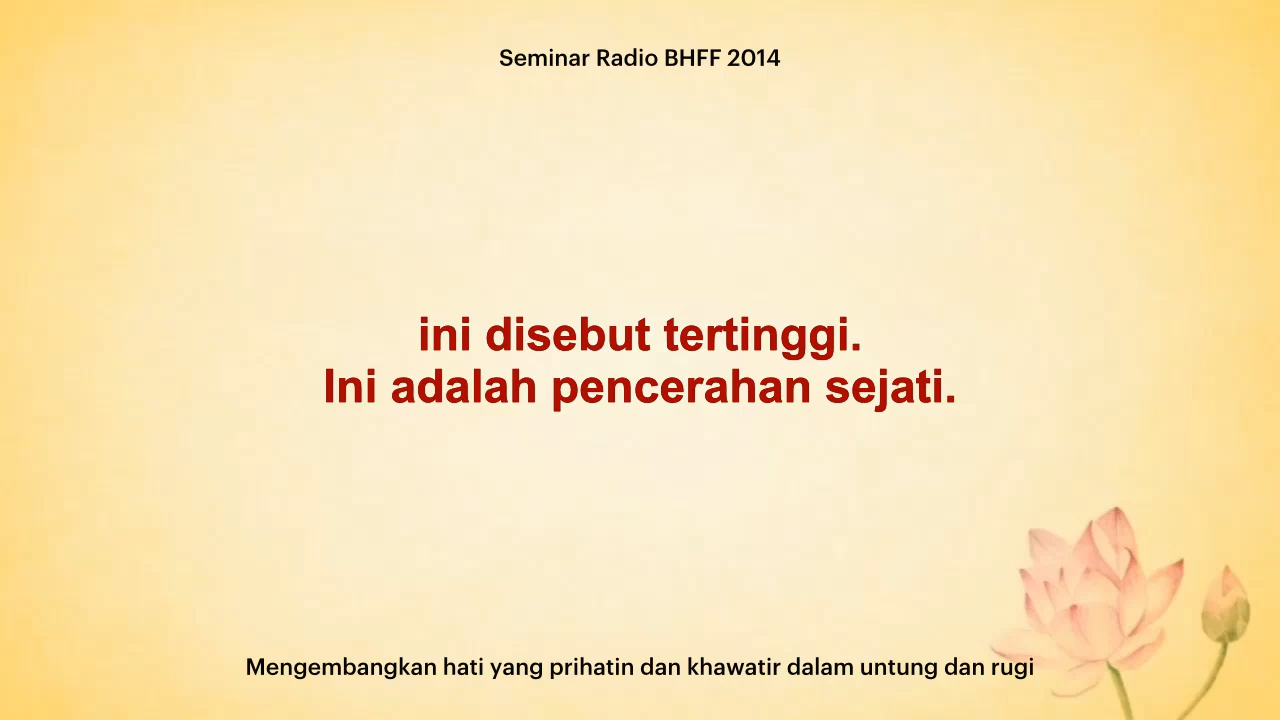 Seminar Radio BHFF 2014
ini disebut tertinggi.
Ini adalah pencerahan sejati.
Mengembangkan hati yang prihatin dan khawatir dalam untung dan rugi